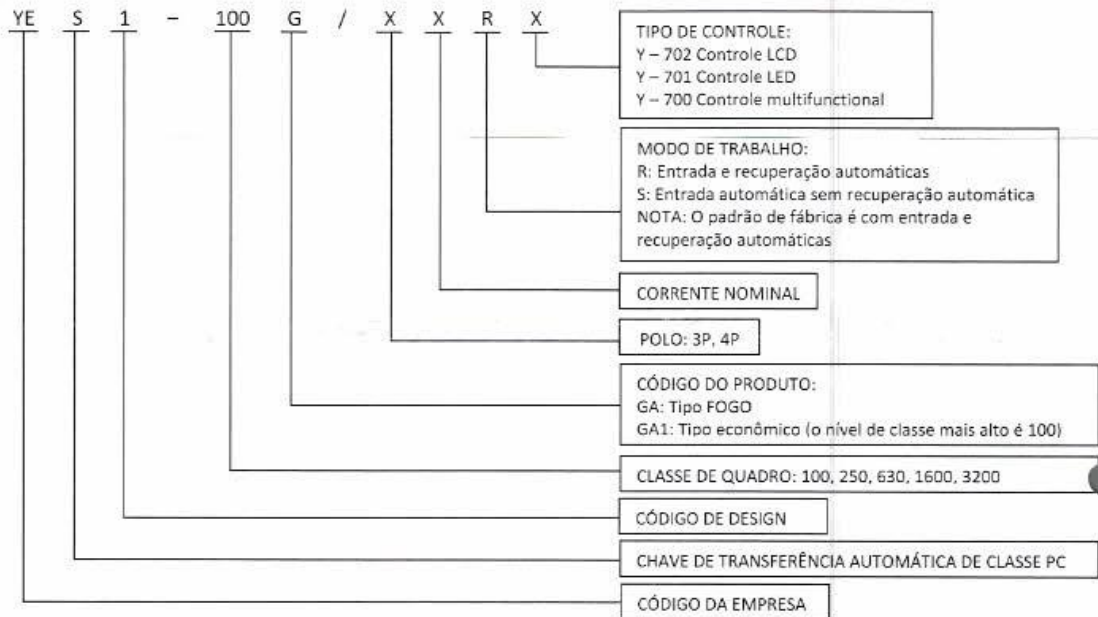 YE S 1 - 100 G / X X R X
TIPO DE CONTROLE:
Y – 702 Controle LCD
Y – 701 Controle LED
Y – 700 Controle multifunctional
MODO DE TRABALHO:
R: Entrada e recuperação automáticas
S: Entrada automática sem recuperação automática
NOTA: O padrão de fábrica é com entrada e
recuperação automáticas
CORRENTE NOMINAL
POLO: 3P, 4P
CÓDIGO DO PRODUTO:
GA: Tipo FOGO
GA1: Tipo econômico (o nível de classe mais alto é 100)
CLASSE DE QUADRO: 100, 250, 630, 1600, 3200
CÓDIGO DE DESIGN
CHAVE DE TRANSFERÊNCIA AUTOMÁTICA DE CLASSE PC
CÓDIGO DA EMPRESA